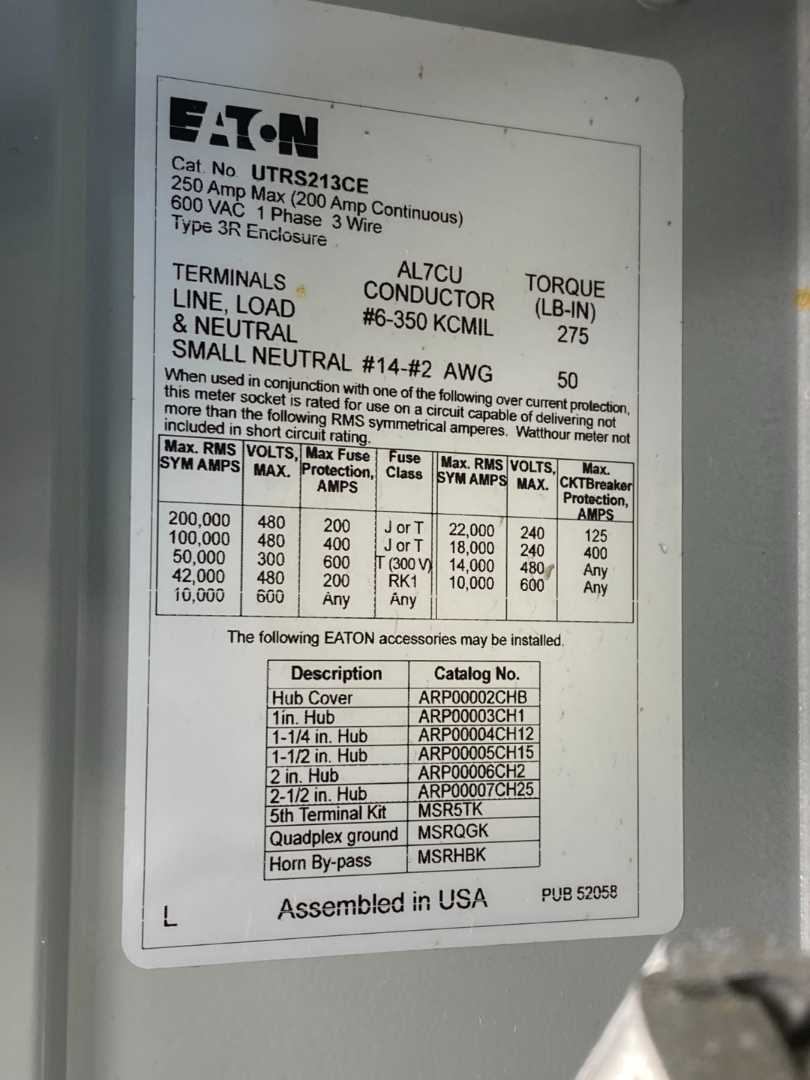 EATON
Cat. No. UTRS213CE
250 Amp Max (200 Amp Continuous)
600 VAC 1 Phase 3 Wire
Type 3R Enclosure
TERMINALS AL7CU CONDUCTOR TORQUE (LB-IN)
LINE, LOAD & NEUTRAL #6-350 KCMIL 275
SMALL NEUTRAL #14-#2 AWG 50
When used in conjunction with one of the following over current protection,
this meter socket is rated for use on a circuit capable of delivering not
more than the following RMS symmetrical amperes. Watthour meter not
included in short circuit rating.
Max. RMS SYM AMPS VOLTS, MAX. Max Fuse Protection, AMPS Fuse Class Max. RMS SYM AMPS VOLTS, MAX. Max. CKTBreaker Protection, AMPS
200,000 480 200 J or T 22,000 240 125
100,000 480 400 J or T 18,000 240 400
50,000 300 600 T (300 V) 14,000 480 Any
42,000 480 200 RK1 10,000 600 Any
10,000 600 Any Any
The following EATON accessories may be installed.
Description Catalog No.
Hub Cover ARP00002CHB
1in. Hub ARP00003CH1
1-1/4 in. Hub ARP00004CH12
1-1/2 in. Hub ARP00005CH15
2 in. Hub ARP00006CH2
2-1/2 in. Hub ARP00007CH25
5th Terminal Kit MSR5TK
Quadplex ground MSRQGK
Horn By-pass MSRHBK
L Assembled in USA PUB 52058